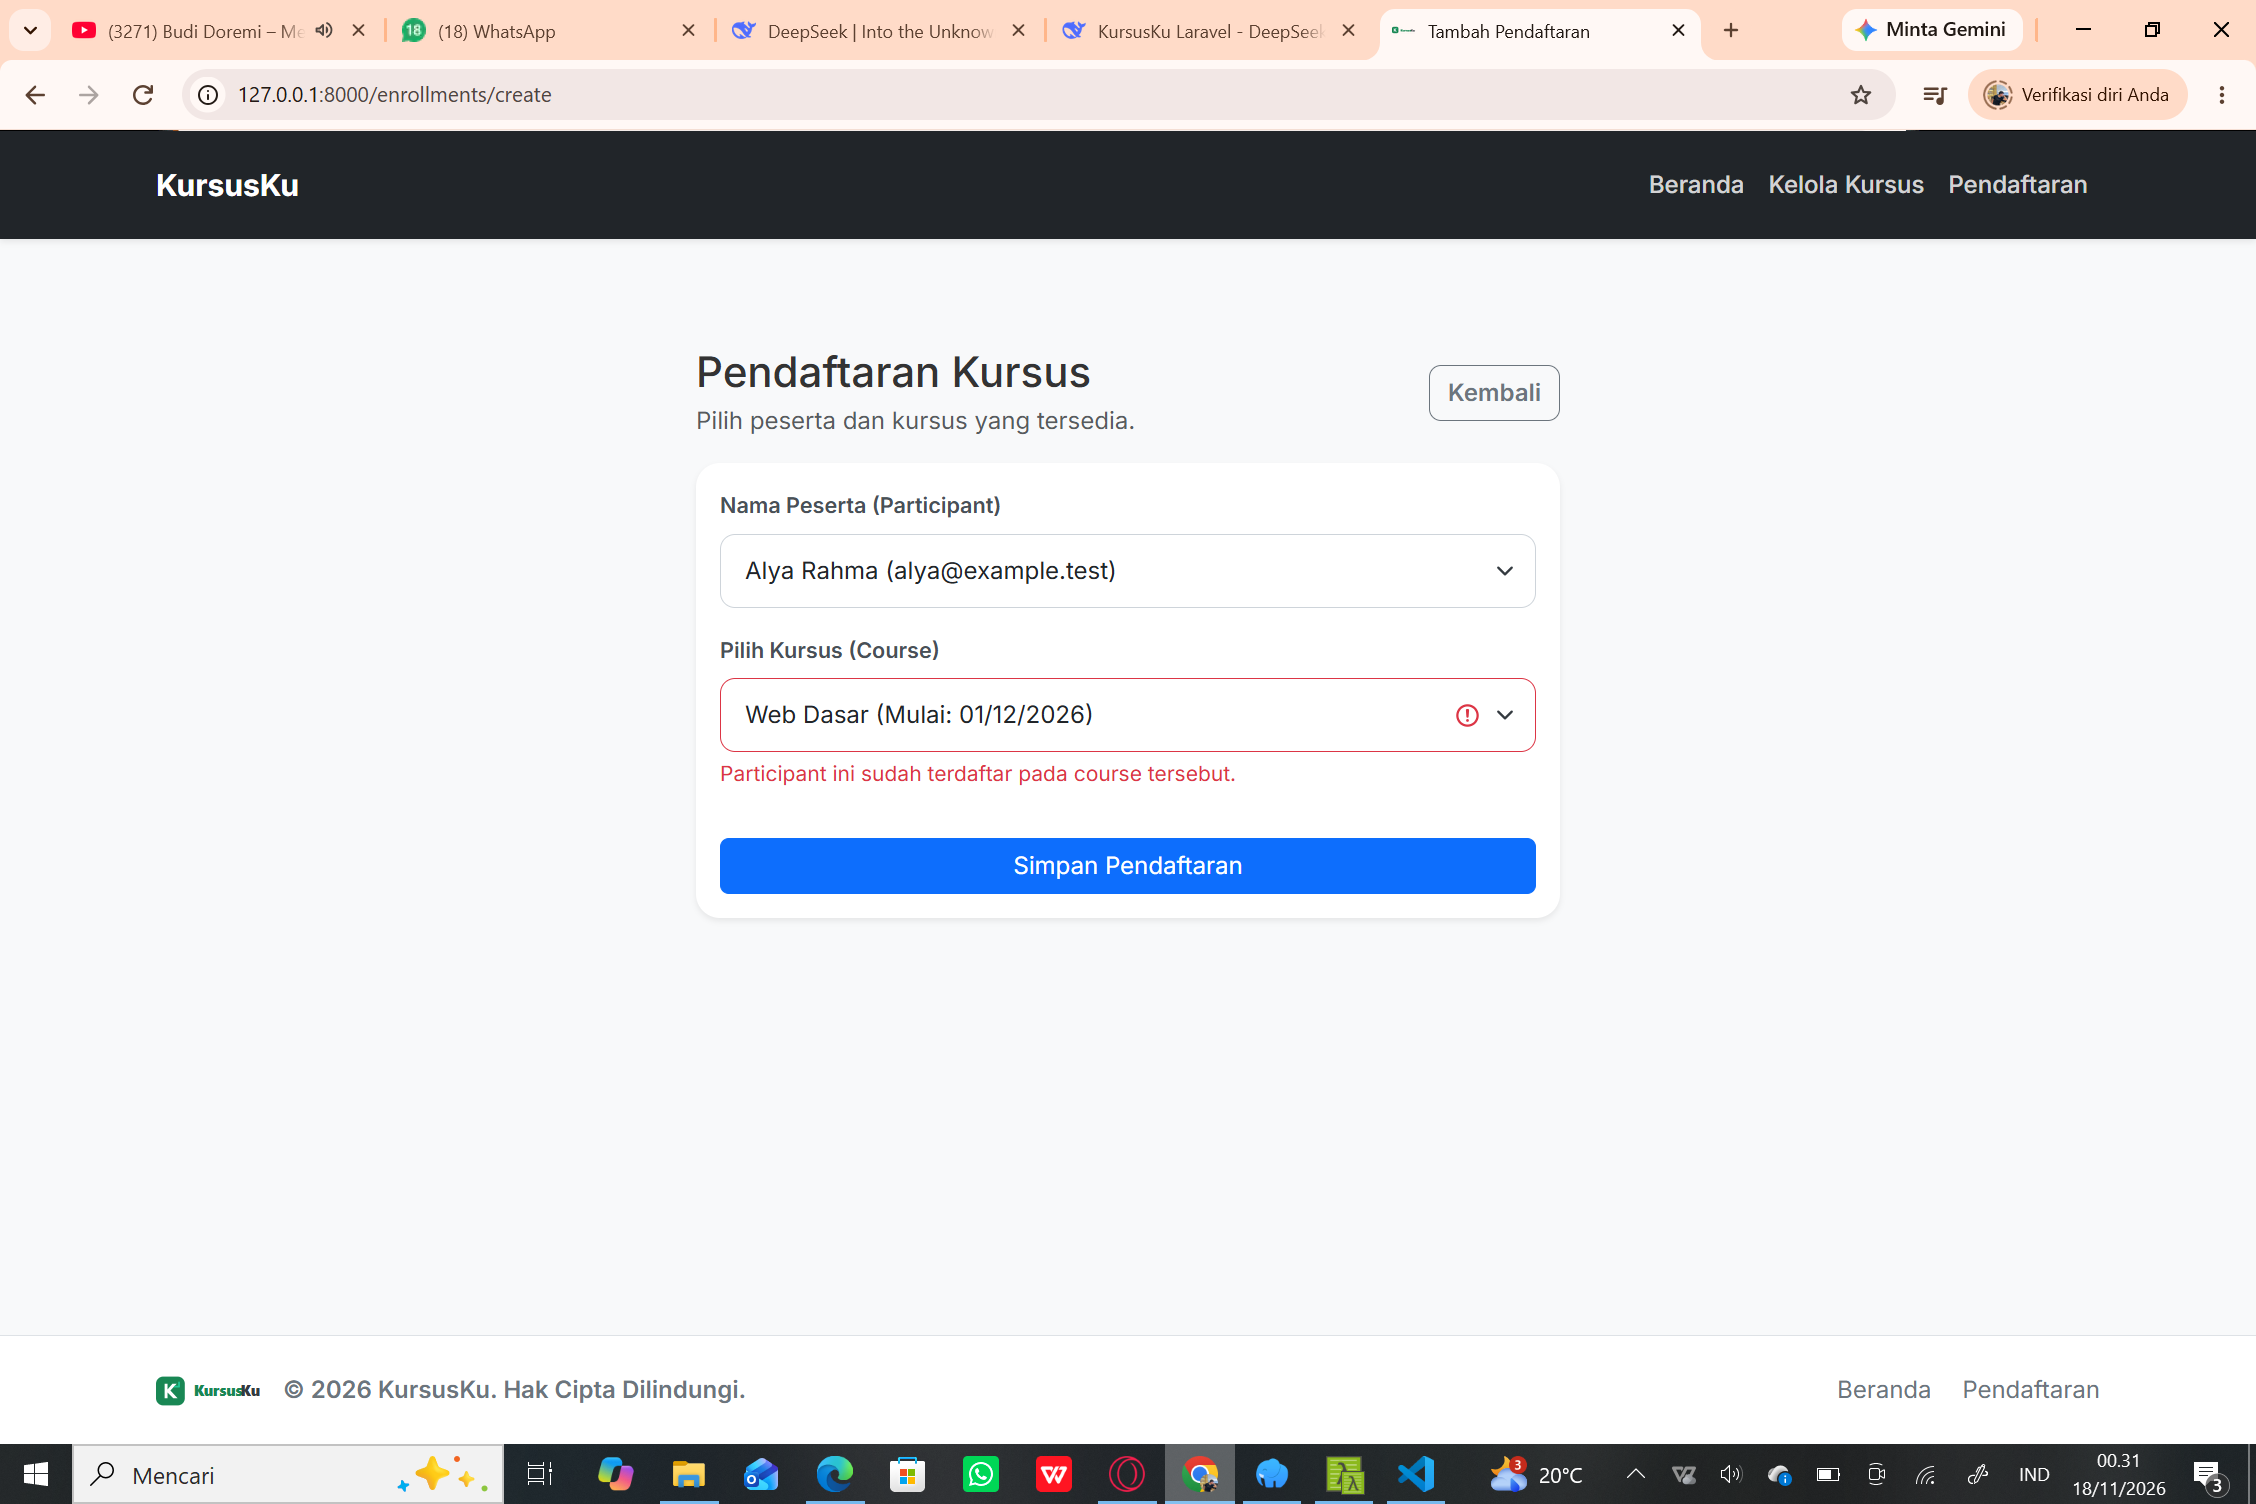 (3271) Budi Doremi – Me
18
(18) WhatsApp
DeepSeek | Into the Unknow
KursusKu Laravel - DeepSeek
Tambah Pendaftaran
Minta Gemini
127.0.0.1:8000/enrollments/create
Verifikasi diri Anda
KursusKu
Beranda
Kelola Kursus
Pendaftaran
Pendaftaran Kursus
Pilih peserta dan kursus yang tersedia.
Kembali
Nama Peserta (Participant)
Alya Rahma (alya@example.test)
Pilih Kursus (Course)
Web Dasar (Mulai: 01/12/2026)
Participant ini sudah terdaftar pada course tersebut.
Simpan Pendaftaran
K KursusKu
© 2026 KursusKu. Hak Cipta Dilindungi.
Beranda
Pendaftaran
Mencari
3
20°C
IND
00.31
18/11/2026
3